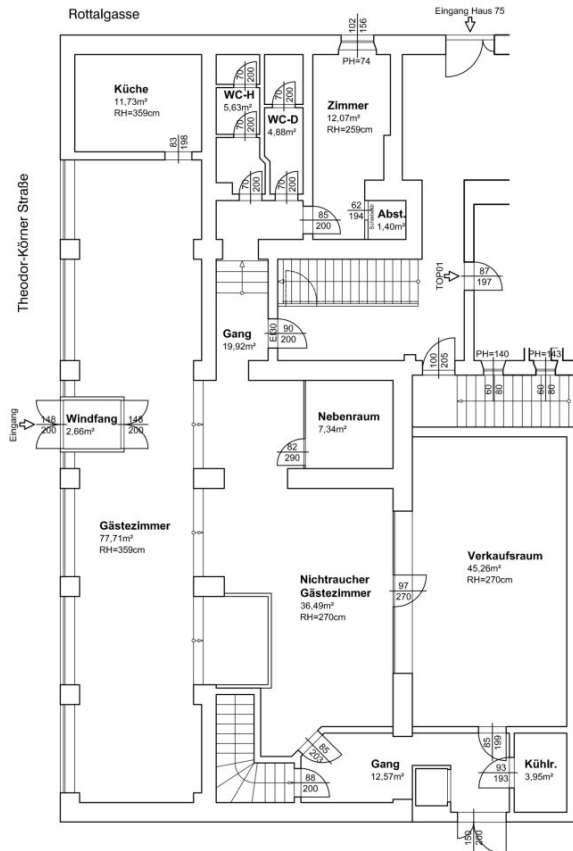 Rottalgasse
Eingang Haus 75
102
156
PH=74
Küche
11,73m²
RH=359cm
70
200
WC-H
5,63m²
70
200
70
200
WC-D
4,88m²
Zimmer
12,07m²
RH=259cm
83
198
70
200
70
200
62
194
Abst.
1,40m²
85
200
Theodor-Körner Straße
TOP01
87
197
Gang
19,92m²
EI30
90
200
100
205
PH=140
PH=143
60
80
60
80
Eingang
148
200
Windfang
2,66m²
148
200
Nebenraum
7,34m²
82
290
Gästezimmer
77,71m²
RH=359cm
Nichtraucher
Gästezimmer
36,49m²
RH=270cm
97
270
Verkaufsraum
45,26m²
RH=270cm
85
203
85
199
Gang
12,57m²
88
200
93
193
Kühlr.
3,95m²
150
200